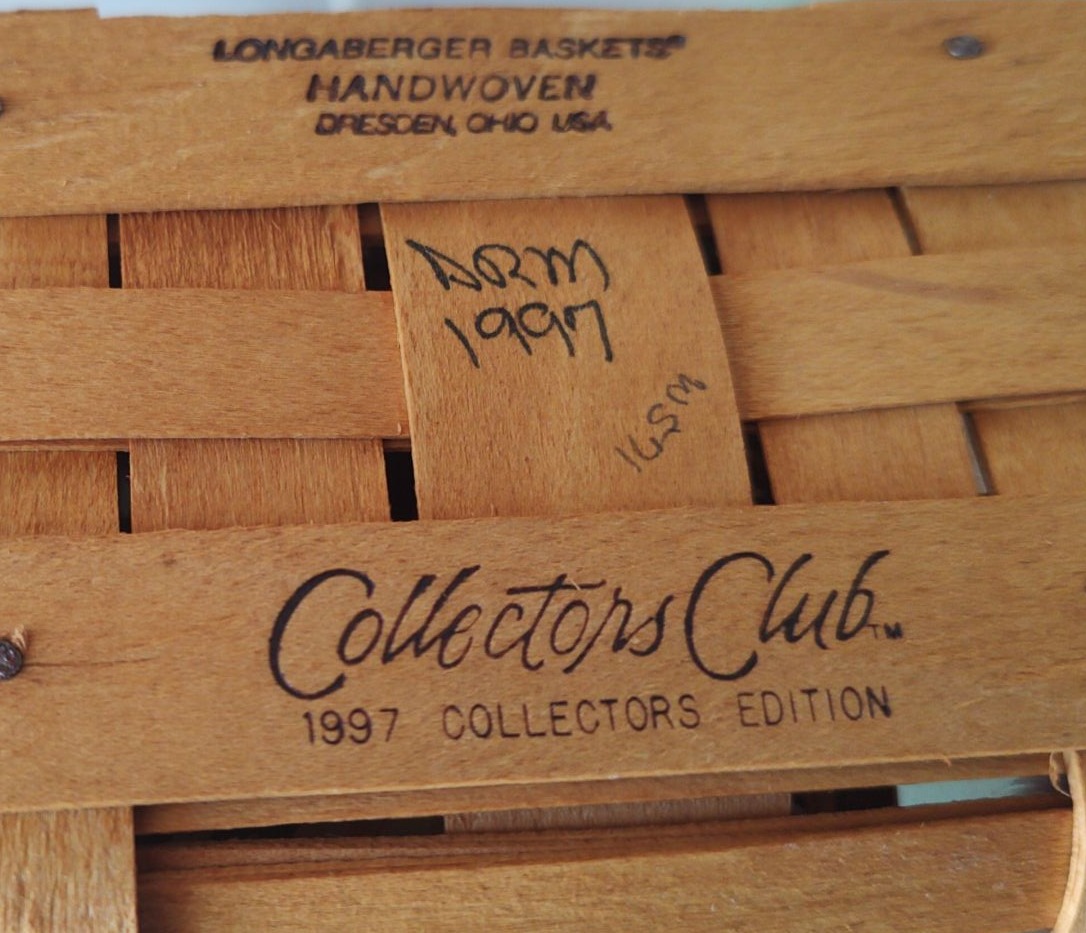 LONGABERGER BASKETS®
HANDWOVEN
DRESDEN, OHIO USA
DRM
1997
Collectors Club™
1997 COLLECTORS EDITION